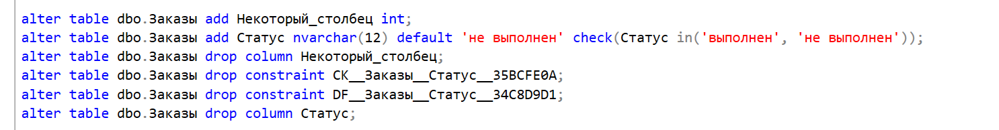 alter table dbo.Заказы add Некоторый_столбец int;
alter table dbo.Заказы add Статус nvarchar(12) default 'не выполнен' check(Статус in('выполнен', 'не выполнен'));
alter table dbo.Заказы drop column Некоторый_столбец;
alter table dbo.Заказы drop constraint CK__Заказы__Статус__35BCFE0A;
alter table dbo.Заказы drop constraint DF__Заказы__Статус__34C8D9D1;
alter table dbo.Заказы drop column Статус;